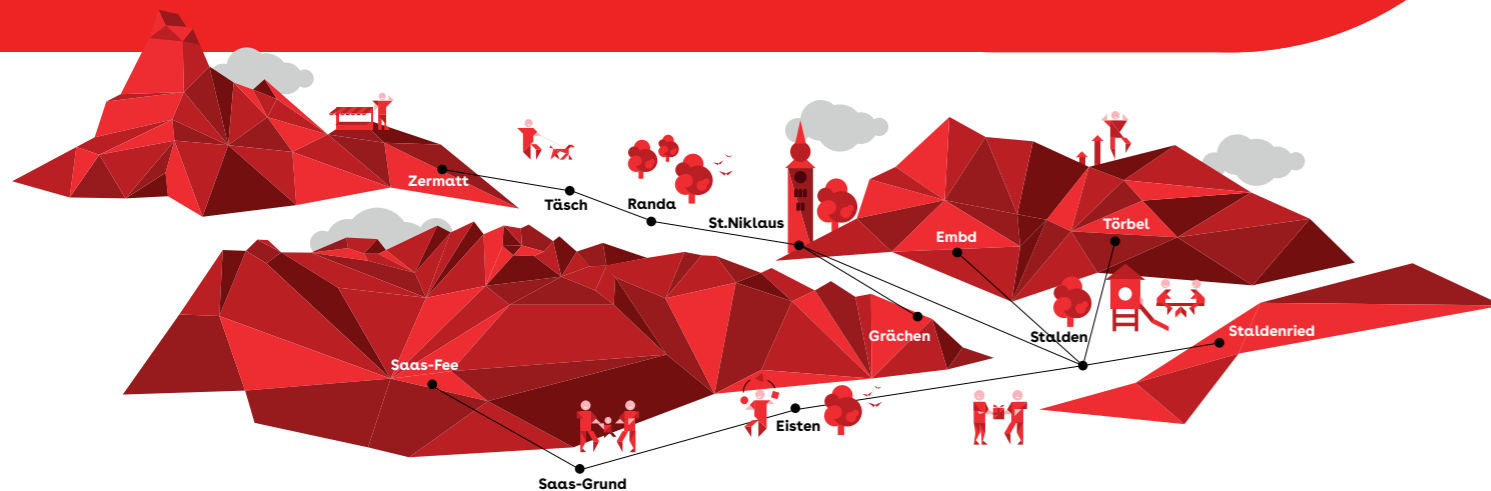 Zermatt
Täsch
Randa
St.Niklaus
Embd
Törbel
Grächen
Stalden
Staldenried
Saas-Fee
Eisten
Saas-Grund